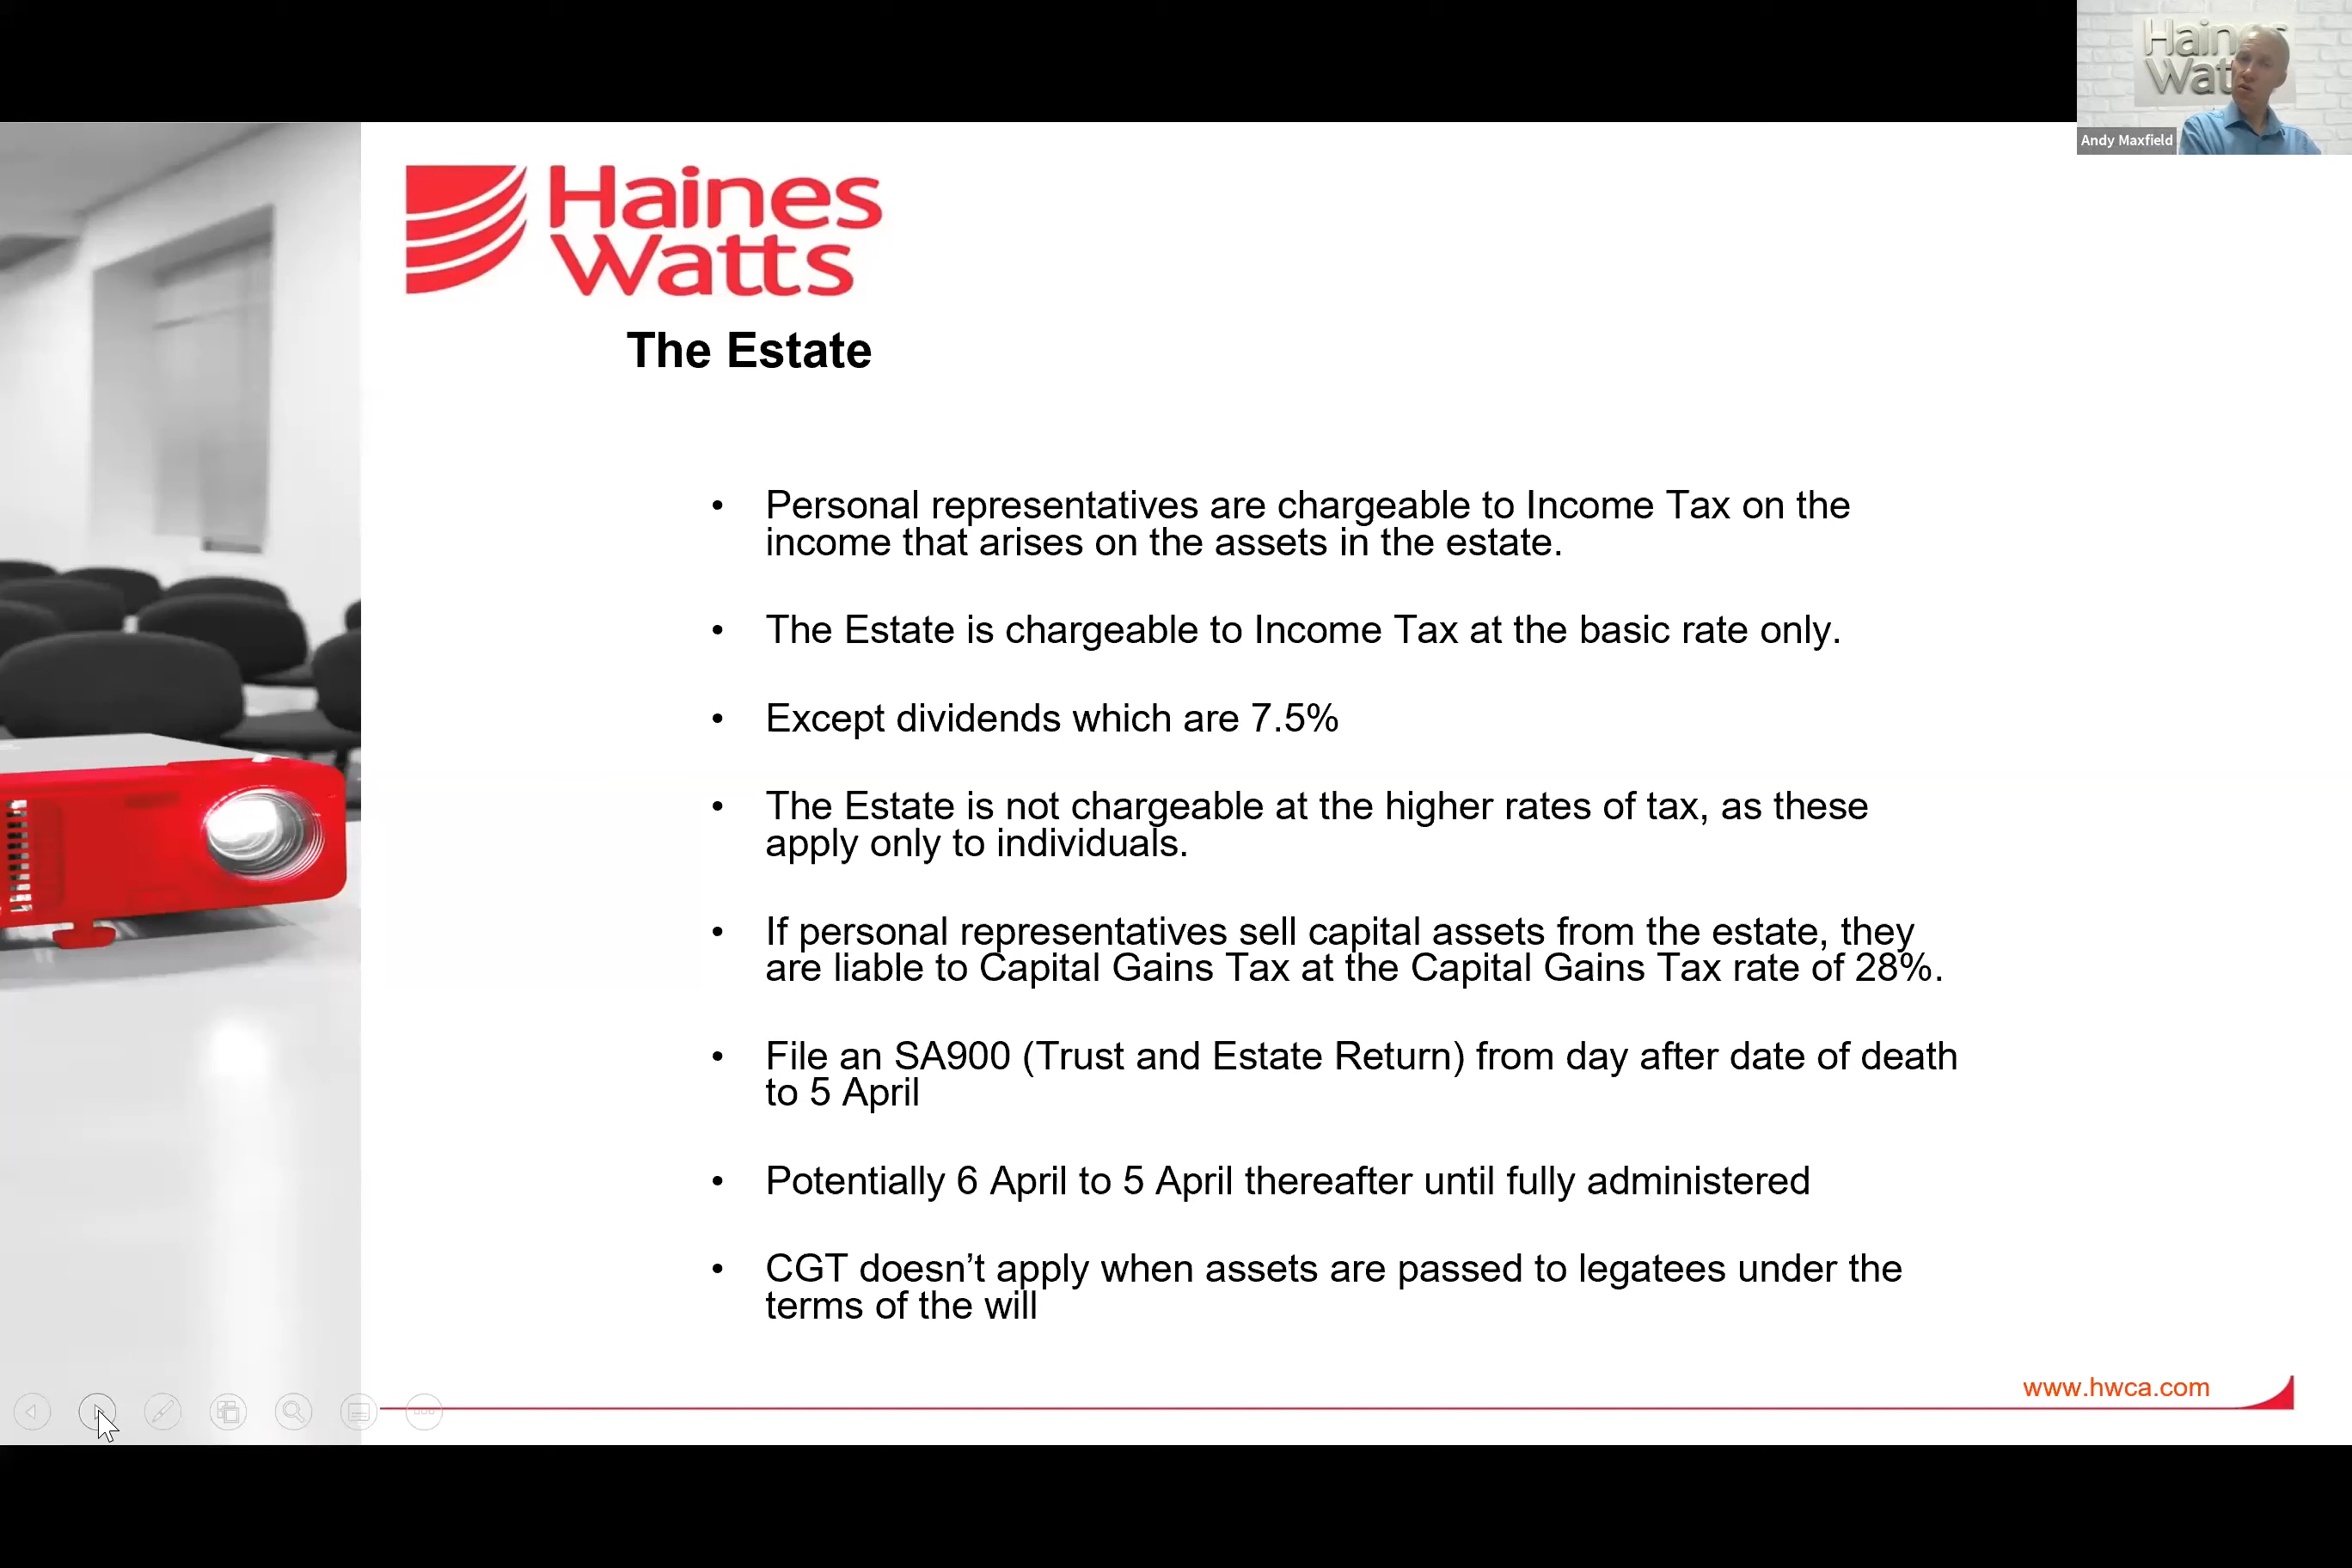 Haines
Wat
Andy Maxfield
Haines
Watts
The Estate
• Personal representatives are chargeable to Income Tax on the
income that arises on the assets in the estate.
• The Estate is chargeable to Income Tax at the basic rate only.
• Except dividends which are 7.5%
• The Estate is not chargeable at the higher rates of tax, as these
apply only to individuals.
• If personal representatives sell capital assets from the estate, they
are liable to Capital Gains Tax at the Capital Gains Tax rate of 28%.
• File an SA900 (Trust and Estate Return) from day after date of death
to 5 April
• Potentially 6 April to 5 April thereafter until fully administered
• CGT doesn’t apply when assets are passed to legatees under the
terms of the will
www.hwca.com